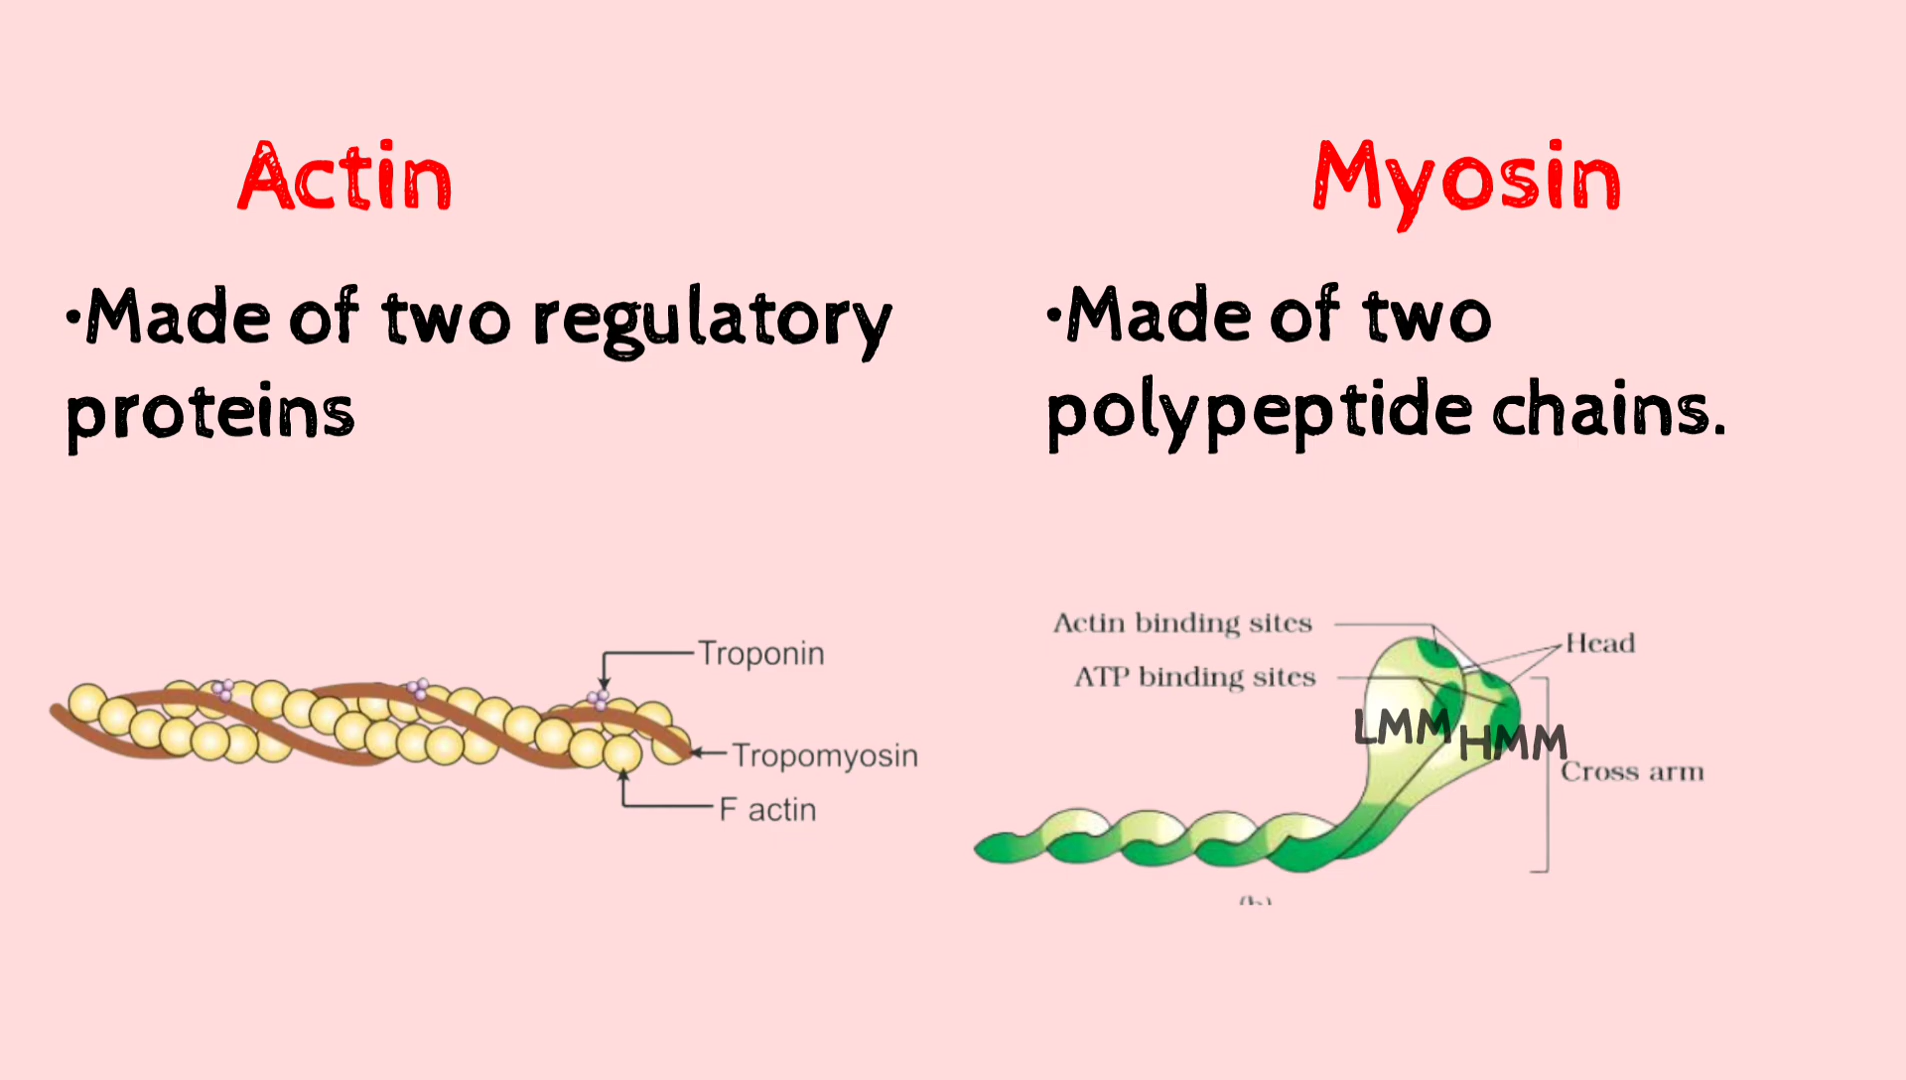 Actin
•Made of two regulatory
proteins
Troponin
Tropomyosin
F actin
Myosin
•Made of two
polypeptide chains.
Actin binding sites
Head
ATP binding sites
LMM
HMM
Cross arm